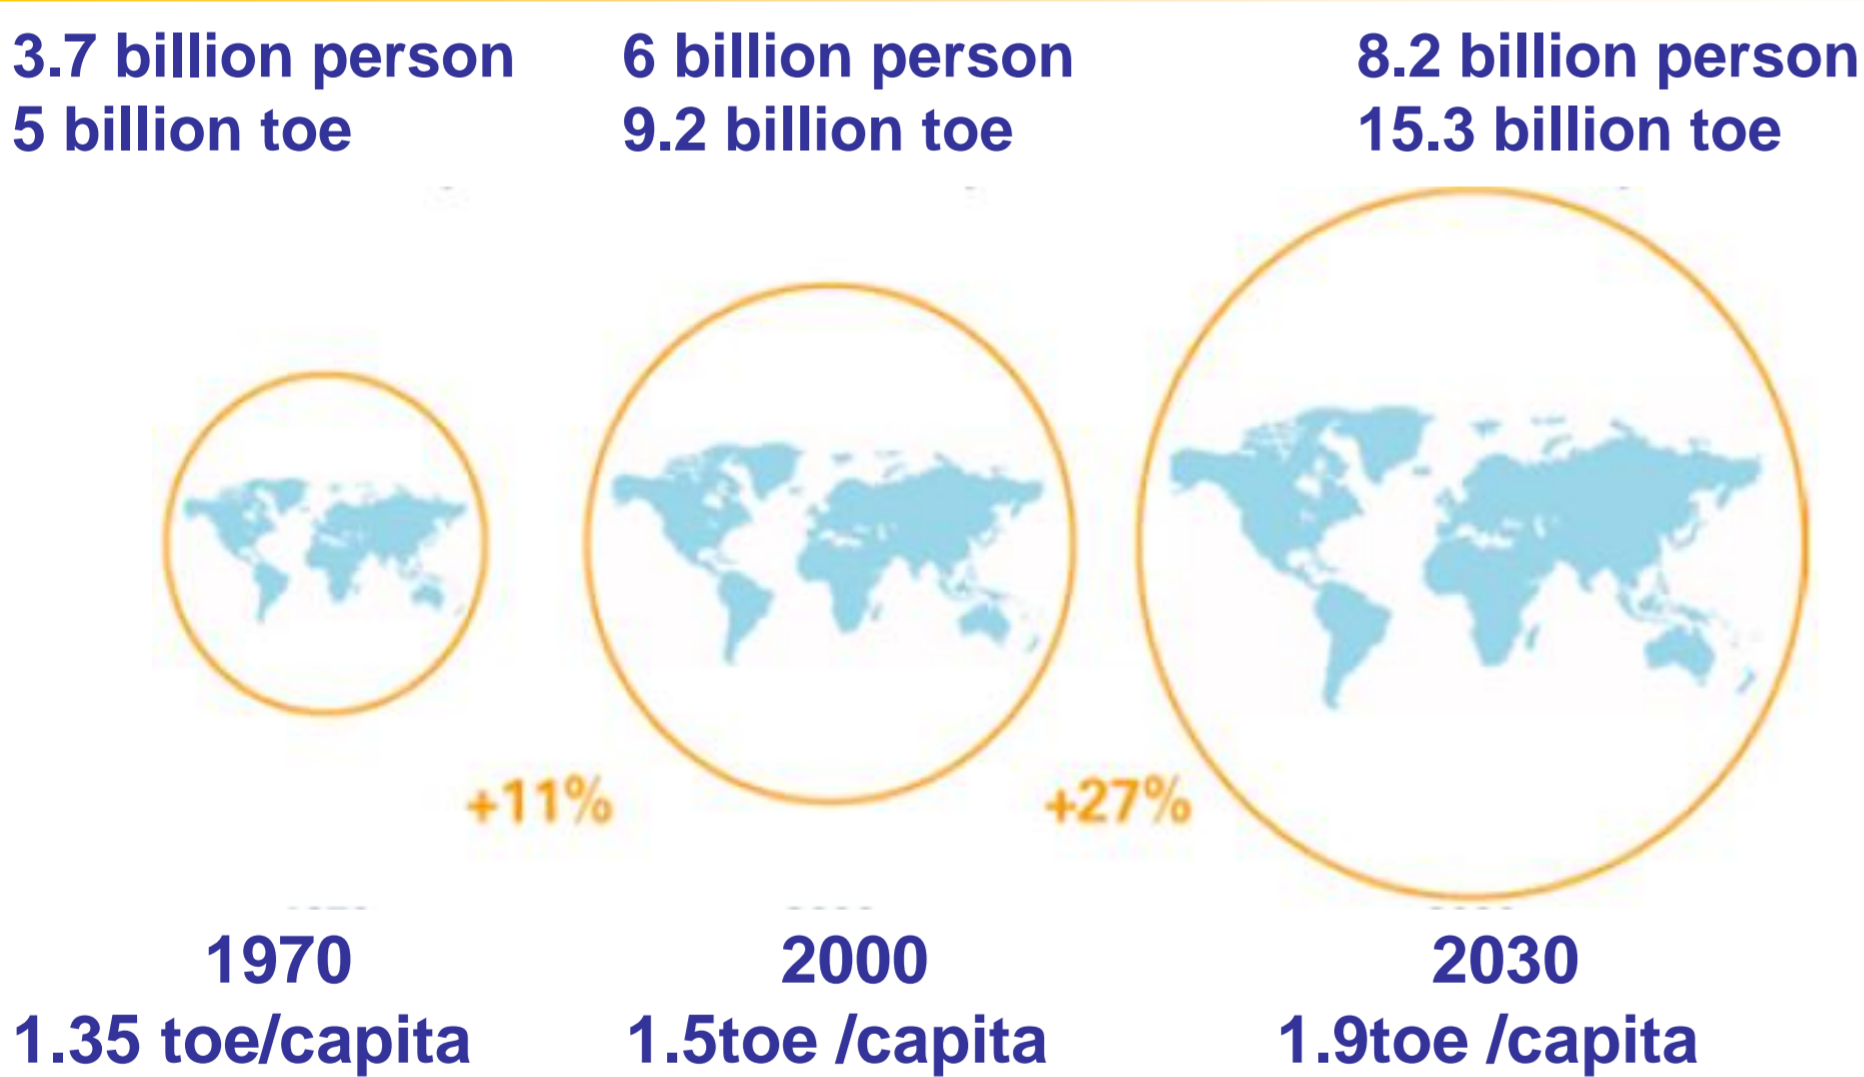 3.7 billion person
5 billion toe
6 billion person
9.2 billion toe
8.2 billion person
15.3 billion toe
+11%
+27%
1970
1.35 toe/capita
2000
1.5toe /capita
2030
1.9toe /capita